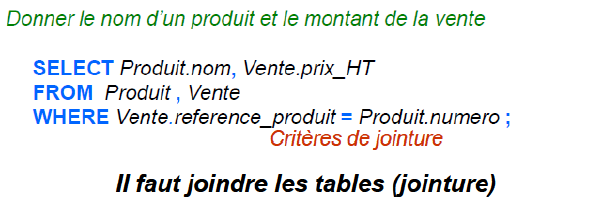 Donner le nom d'un produit et le montant de la vente
SELECT Produit.nom, Vente.prix_HT
FROM Produit , Vente
WHERE Vente.reference_produit = Produit.numero ;
Critères de jointure
Il faut joindre les tables (jointure)